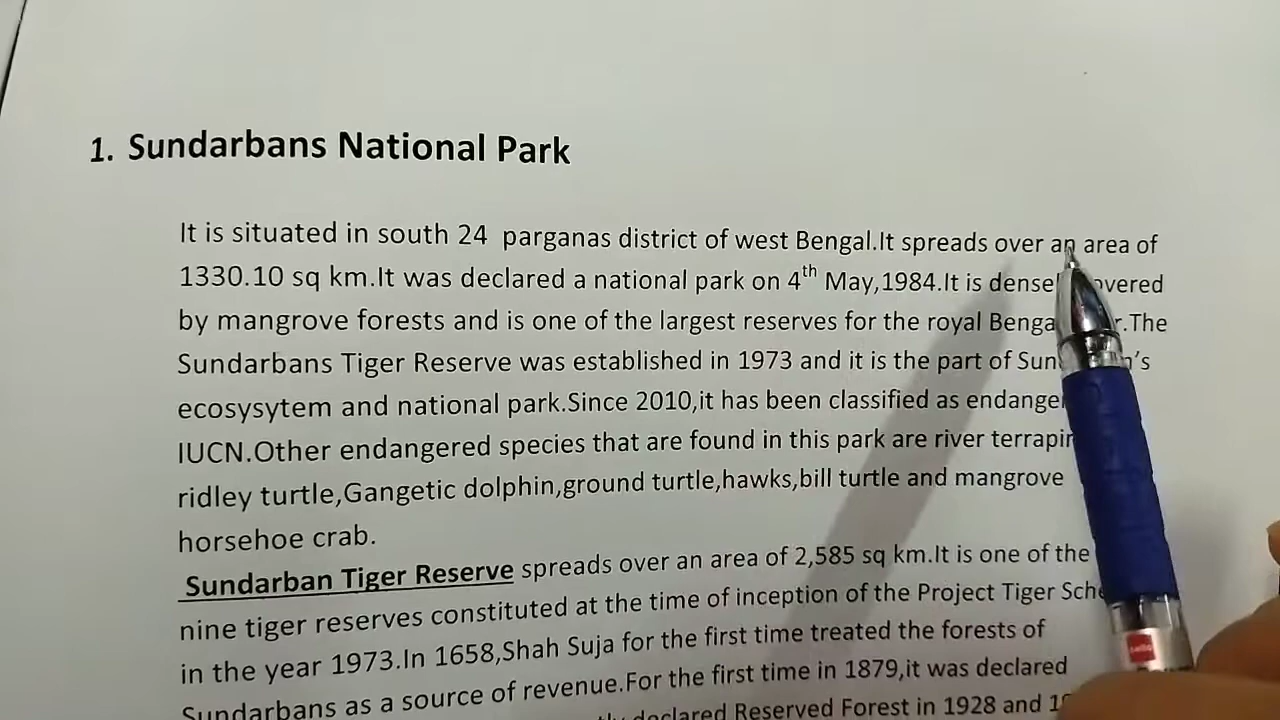 1. Sundarbans National Park
It is situated in south 24 parganas district of west Bengal.It spreads over an area of
1330.10 sq km.It was declared a national park on 4th May,1984.It is
by mangrove forests and is one of the largest reserves for the royal .The
Sundarbans Tiger Reserve was established in 1973 and it is the part of
ecosysytem and national park.Since 2010,it has been classified as
IUCN.Other endangered species that are found in this park are river
ridley turtle,Gangetic dolphin,ground turtle,hawks,bill turtle and mangrove
horsehoe crab.
Sundarban Tiger Reserve spreads over an area of 2,585 sq km.It is one of the
nine tiger reserves constituted at the time of inception of the Project Tiger
in the year 1973.In 1658,Shah Suja for the first time treated the forests of
Sundarbans as a source of revenue.For the first time in 1879,it was declared
declared Reserved Forest in 1928 and